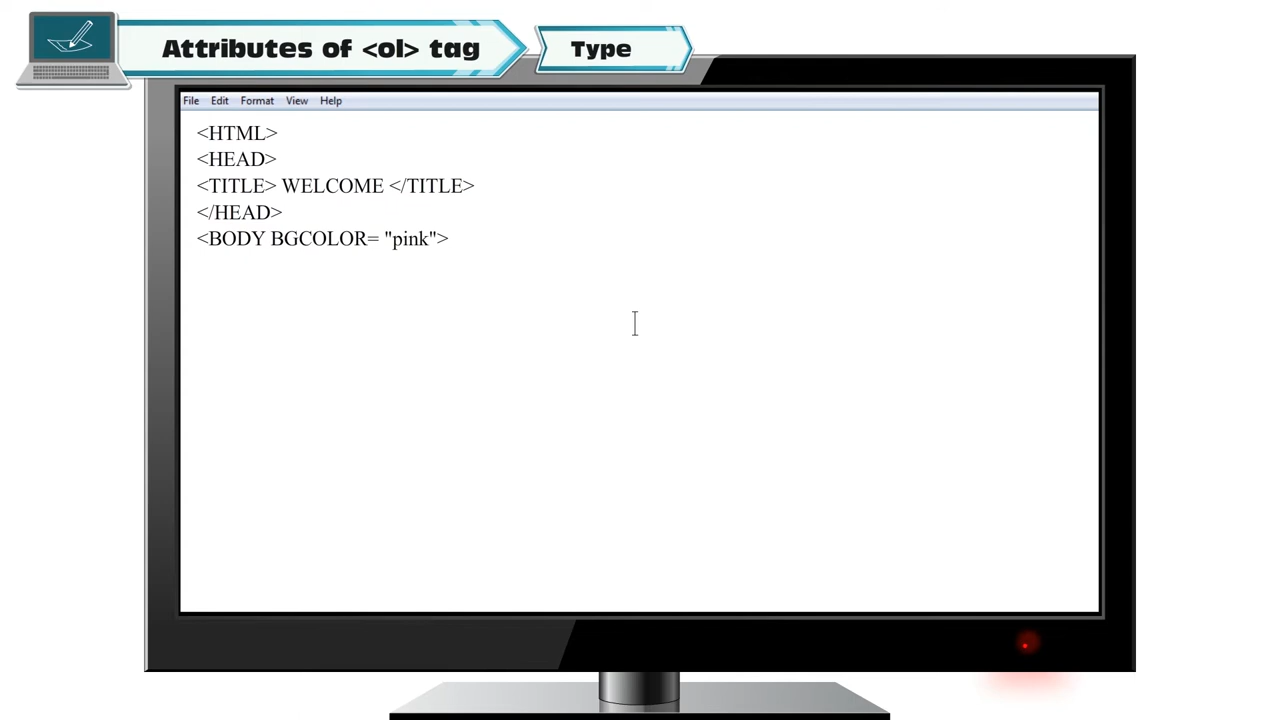 Attributes of <ol> tag
Type
File Edit Format View Help
<HTML>
<HEAD>
<TITLE> WELCOME </TITLE>
</HEAD>
<BODY BGCOLOR= "pink">